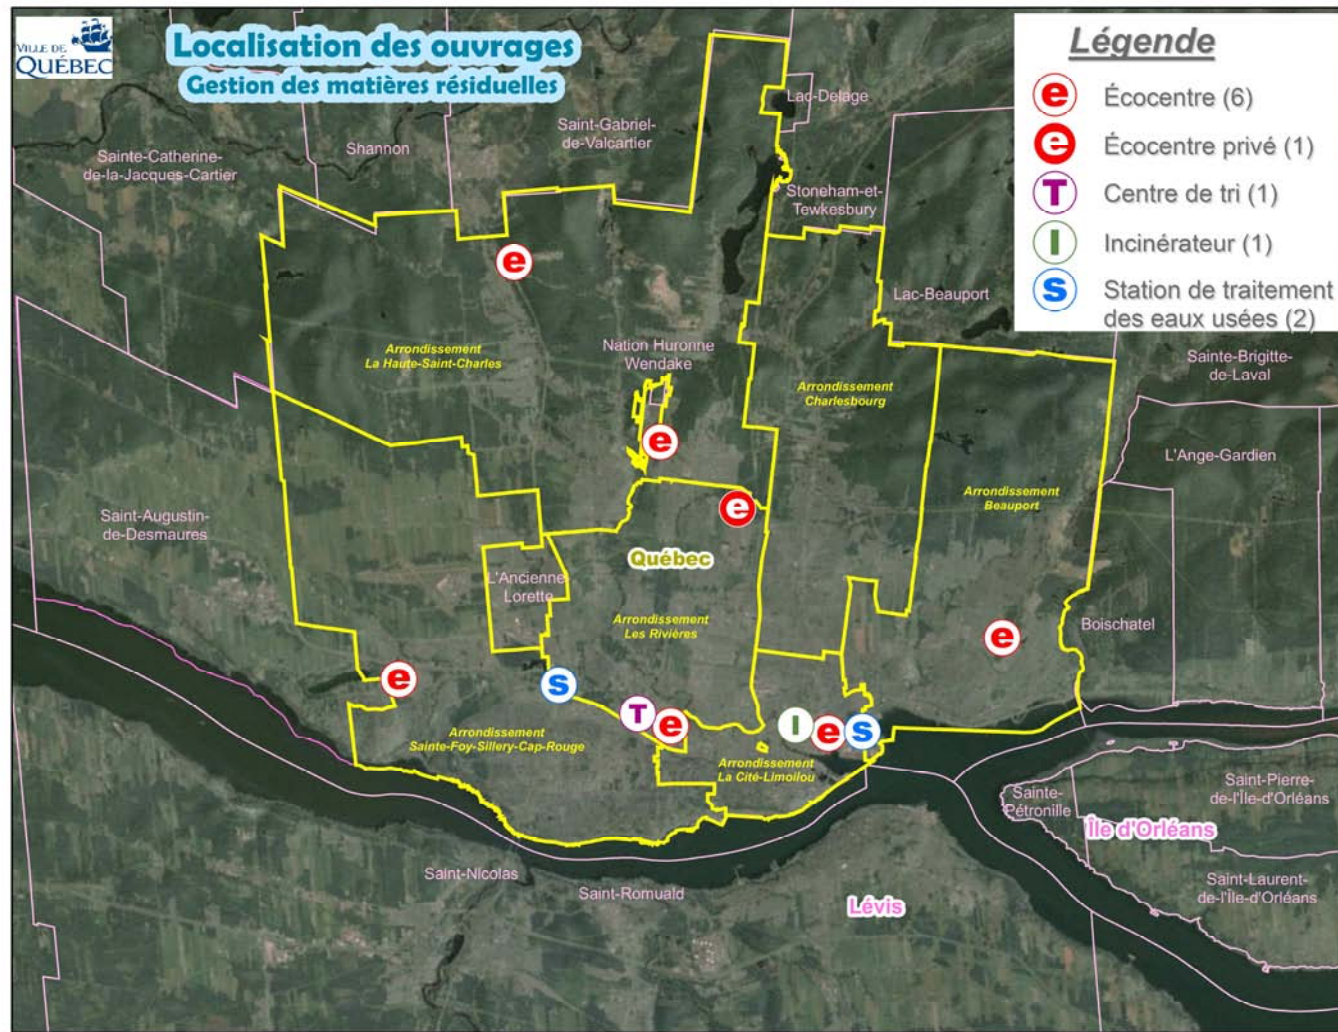 VILLE DE
QUÉBEC
Localisation des ouvrages
Gestion des matières résiduelles
Légende
e Écocentre (6)
e Écocentre privé (1)
T Centre de tri (1)
I Incinérateur (1)
S Station de traitement
des eaux usées (2)
Lac-Delage
Saint-Gabriel-
de-Valcartier
Shannon
Sainte-Catherine-
de-la-Jacques-Cartier
Stoneham-et-
Tewkesbury
e
Lac-Beauport
Arrondissement
La Haute-Saint-Charles
Nation Huronne
Wendake
Sainte-Brigitte-
de-Laval
Arrondissement
Charlesbourg
e
L'Ange-Gardien
Arrondissement
Beauport
e
Saint-Augustin-
de-Desmaures
Québec
L'Ancienne-
Lorette
Arrondissement
Les Rivières
Boischatel
e
e
S
T
e
I
e
S
Arrondissement
Sainte-Foy-Sillery-Cap-Rouge
Arrondissement
La Cité-Limoilou
Sainte-
Pétronille
Saint-Pierre-
de-l'Île-d'Orléans
Île d'Orléans
Saint-Nicolas
Saint-Romuald
Lévis
Saint-Laurent-
de-l'Île-d'Orléans